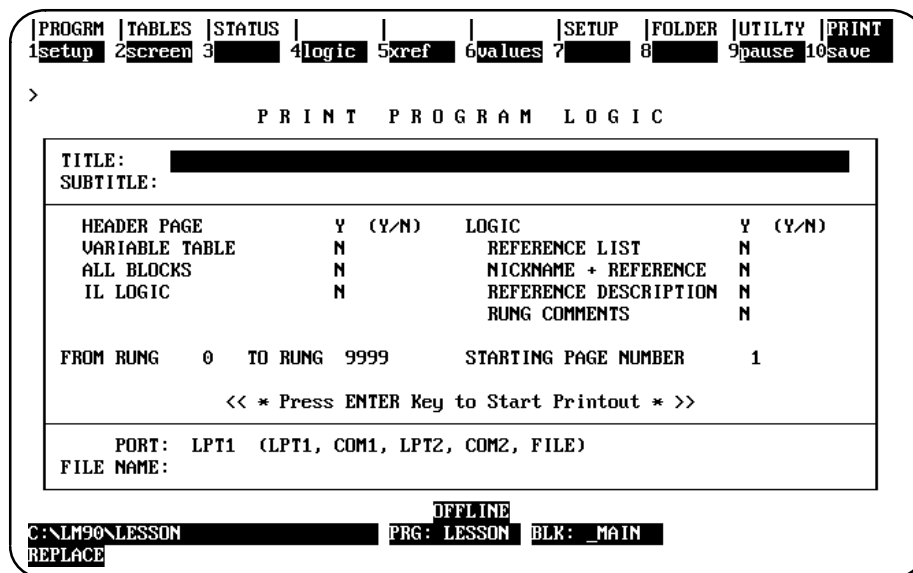 |PROGRM |TABLES |STATUS | | | |SETUP |FOLDER |UTILTY |PRINT
1setup 2screen 3 4logic 5xref 6values 7 8 9pause 10save
>
P R I N T P R O G R A M L O G I C
TITLE:
SUBTITLE:
HEADER PAGE Y (Y/N) LOGIC Y (Y/N)
VARIABLE TABLE N REFERENCE LIST N
ALL BLOCKS N NICKNAME + REFERENCE N
IL LOGIC N REFERENCE DESCRIPTION N
RUNG COMMENTS N
FROM RUNG 0 TO RUNG 9999 STARTING PAGE NUMBER 1
<< * Press ENTER Key to Start Printout * >>
PORT: LPT1 (LPT1, COM1, LPT2, COM2, FILE)
FILE NAME:
OFFLINE
C:\LM90\LESSON PRG: LESSON BLK: _MAIN
REPLACE